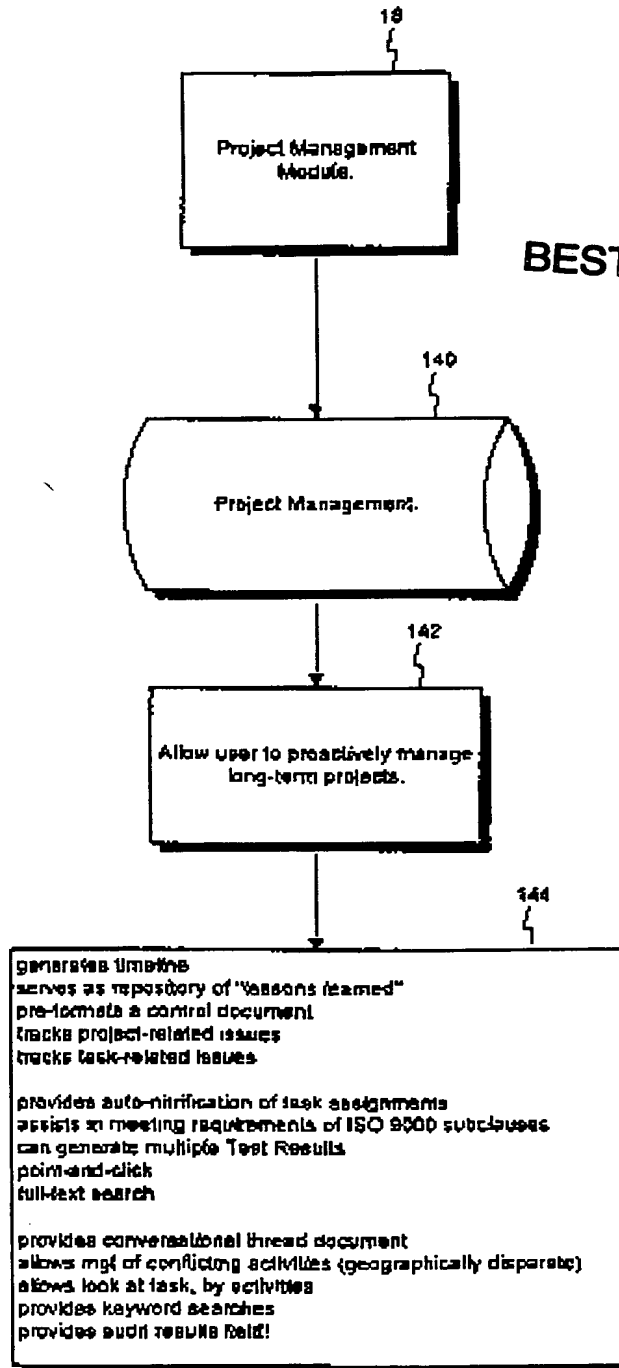 18
Project Management
Module.
BEST
140
Project Management.
142
Allow user to proactively manage
long-term projects.
144
generates timeline
serves as repository of "lessons learned"
pre-formats a control document
tracks project-related issues
tracks task-related issues
provides auto-nitrification of task assignments
assists in meeting requirements of ISO 9000 subclauses
can generate multiple Test Results
point-and-click
full-text search
provides conversational thread document
allows mgt of conflicting activities (geographically disparate)
allows look at task, by activities
provides keyword searches
provides audit results field!